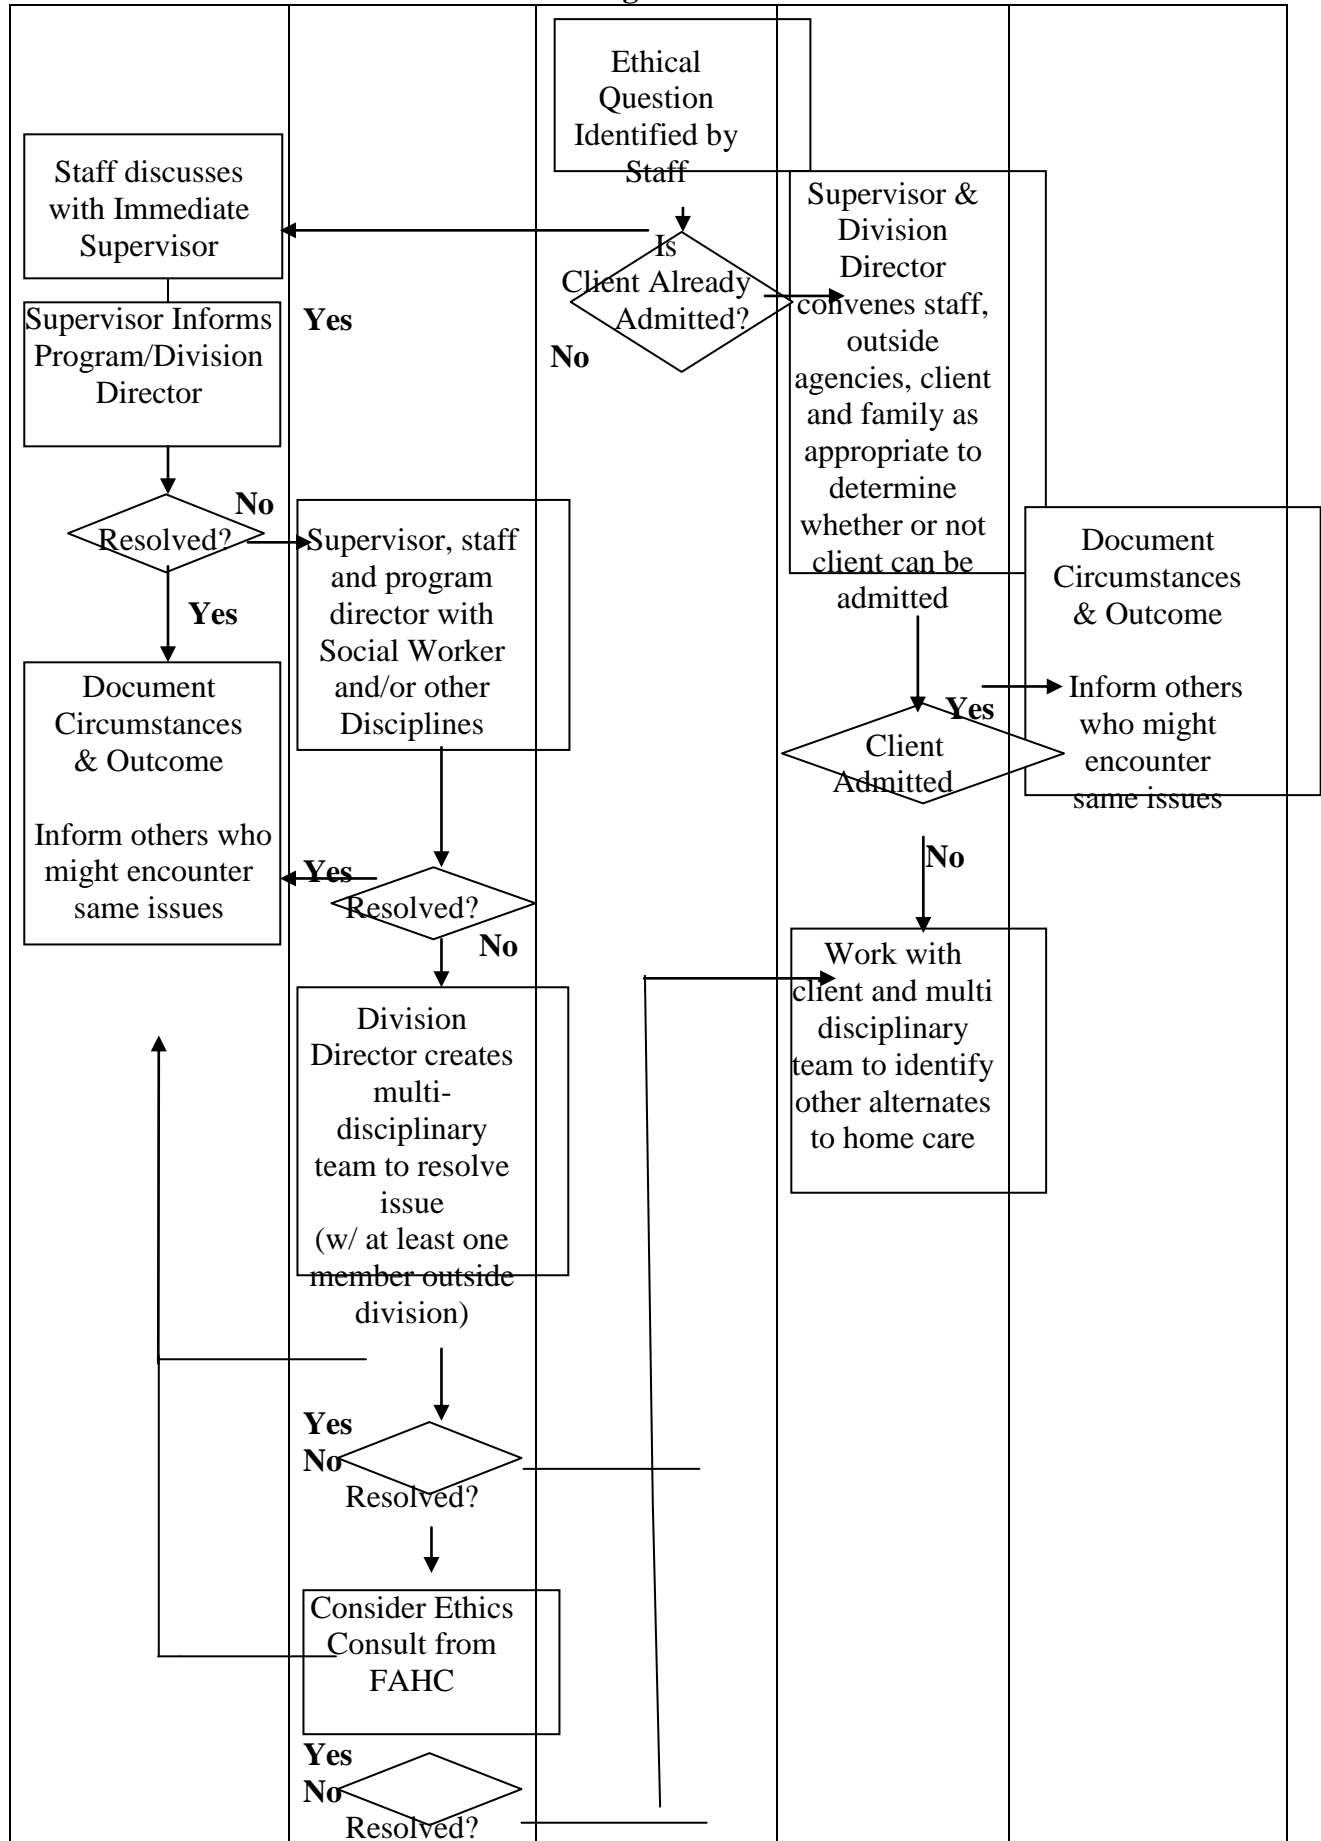 Ethical
Question
Identified by
Staff
Staff discusses
with Immediate
Supervisor
Is
Client Already
Admitted?
Yes
No
Supervisor &
Division
Director
convenes staff,
outside
agencies, client
and family as
appropriate to
determine
whether or not
client can be
admitted
Supervisor Informs
Program/Division
Director
Resolved?
No
Yes
Supervisor, staff
and program
director with
Social Worker
and/or other
Disciplines
Document
Circumstances
& Outcome
Inform others who
might encounter
same issues
Yes
Resolved?
No
Client
Admitted
Yes
No
Document
Circumstances
& Outcome
Inform others
who might
encounter
same issues
Division
Director creates
multi-
disciplinary
team to resolve
issue
(w/ at least one
member outside
division)
Work with
client and multi
disciplinary
team to identify
other alternates
to home care
Yes
No
Resolved?
Consider Ethics
Consult from
FAHC
Yes
No
Resolved?